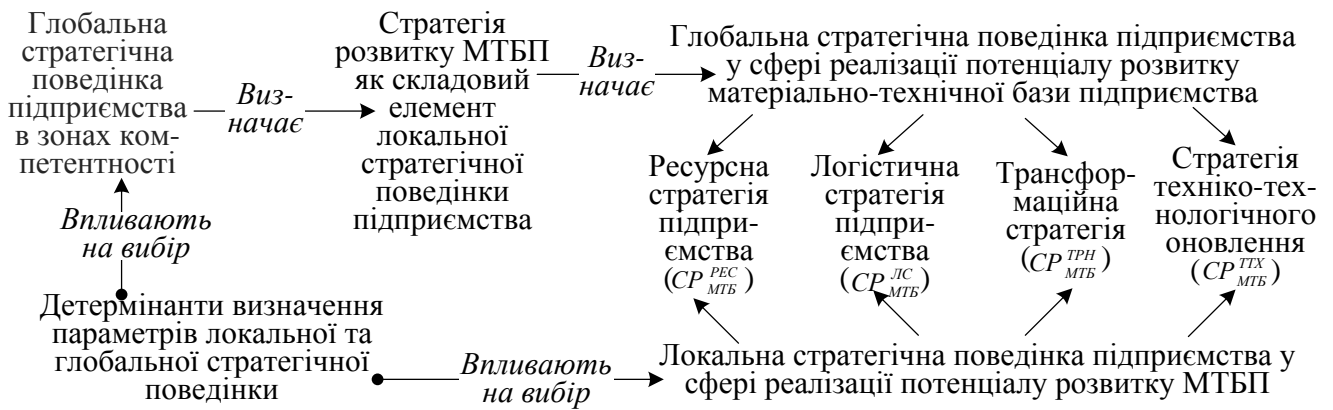 Глобальна
стратегічна
поведінка
підприємства
в зонах ком-
петентності
Виз-
начає
Стратегія
розвитку МТБП
як складовий
елемент
локальної
стратегічної
поведінки
підприємства
Виз-
начає
Глобальна стратегічна поведінка підприємства
у сфері реалізації потенціалу розвитку
матеріально-технічної бази підприємства
Ресурсна
стратегія
підпри-
ємства
(СР РЕС МТБ)
Логістична
стратегія
підпри-
ємства
(СР ЛС МТБ)
Трансфор-
маційна
стратегія
(СР ТРН МТБ)
Стратегія
техніко-тех-
нологічного
оновлення
(СР ТТХ МТБ)
Впливають
на вибір
Детермінанти визначення
параметрів локальної та
глобальної стратегічної
поведінки
Впливають
на вибір
Локальна стратегічна поведінка підприємства у
сфері реалізації потенціалу розвитку МТБП